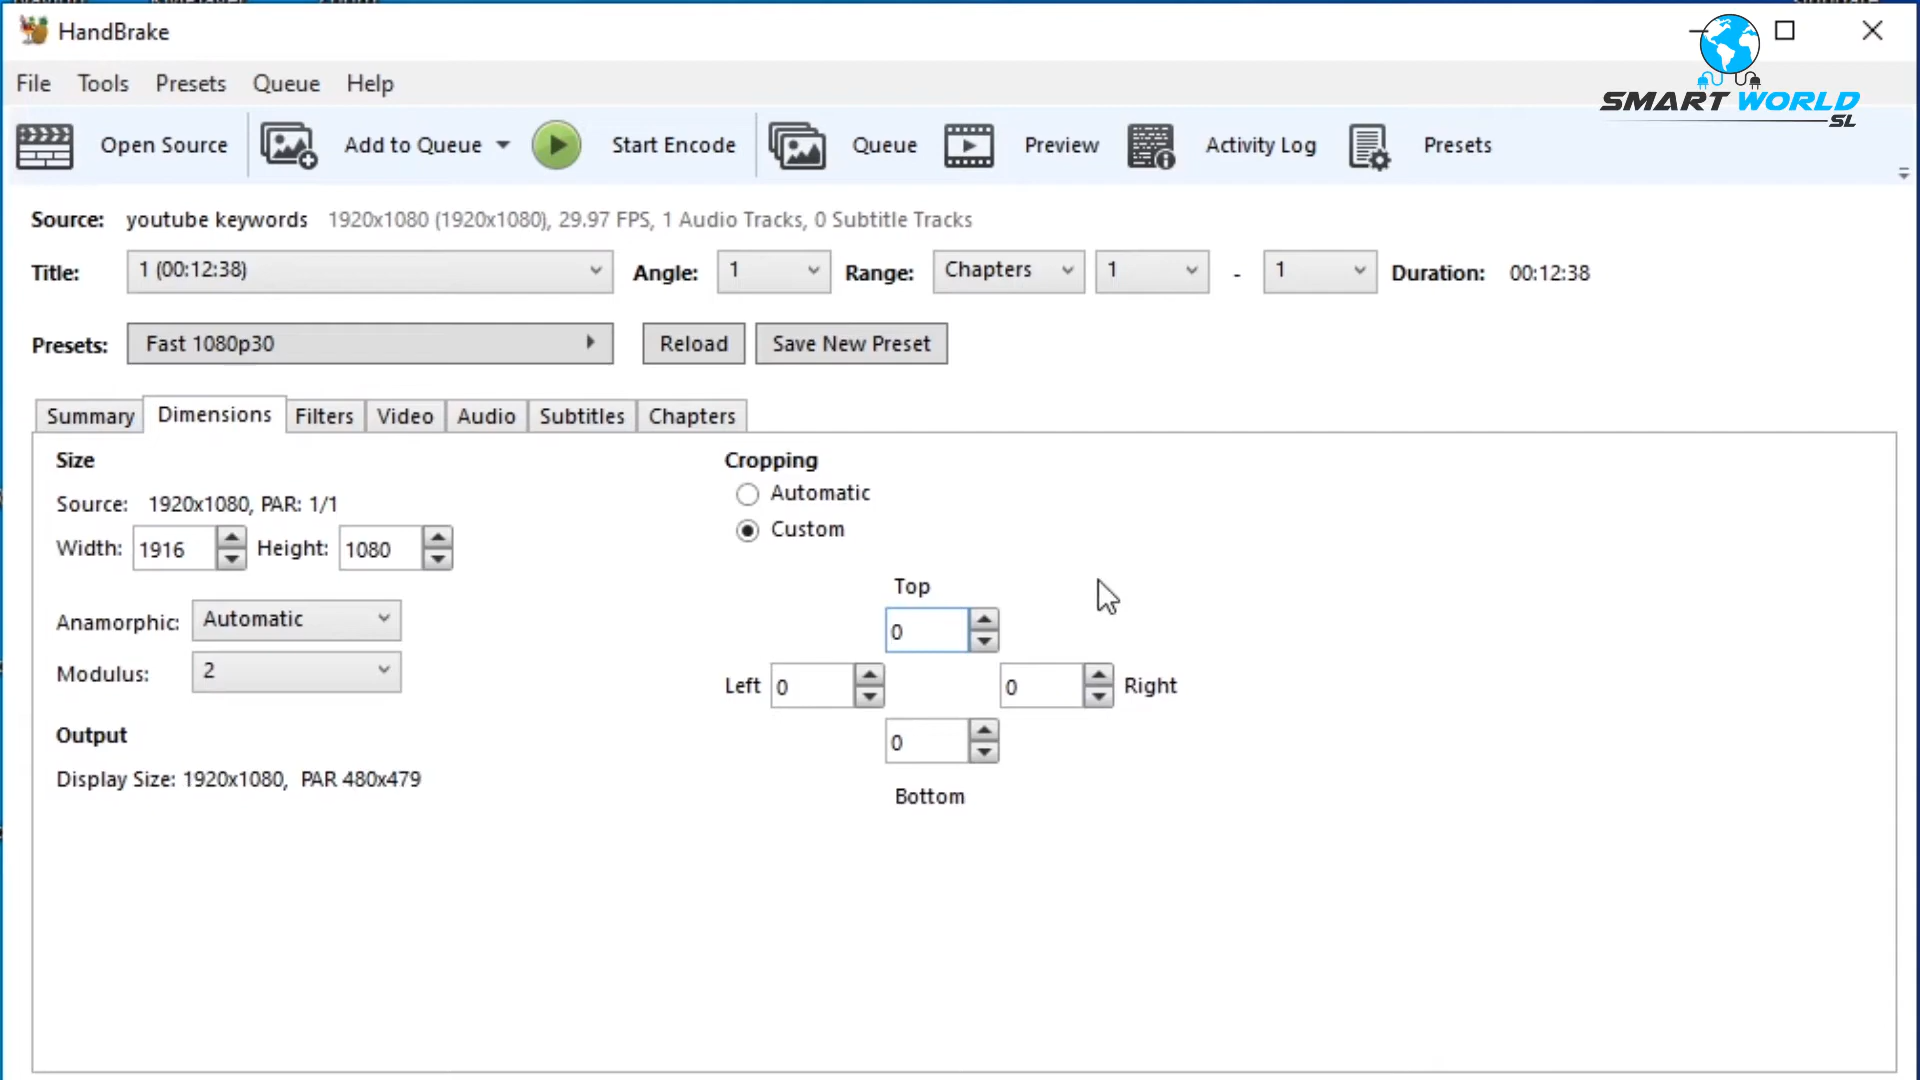 HandBrake
SMART WORLD
SL
File Tools Presets Queue Help
Open Source Add to Queue Start Encode Queue Preview Activity Log Presets
Source: youtube keywords 1920x1080 (1920x1080), 29.97 FPS, 1 Audio Tracks, 0 Subtitle Tracks
Title: 1 (00:12:38) Angle: 1 Range: Chapters 1 - 1 Duration: 00:12:38
Presets: Fast 1080p30 Reload Save New Preset
Summary Dimensions Filters Video Audio Subtitles Chapters
Size
Source: 1920x1080, PAR: 1/1
Width: 1916 Height: 1080
Anamorphic: Automatic
Modulus: 2
Output
Display Size: 1920x1080, PAR 480x479
Cropping
Automatic
Custom
Top
0
Left 0 0 Right
0
Bottom